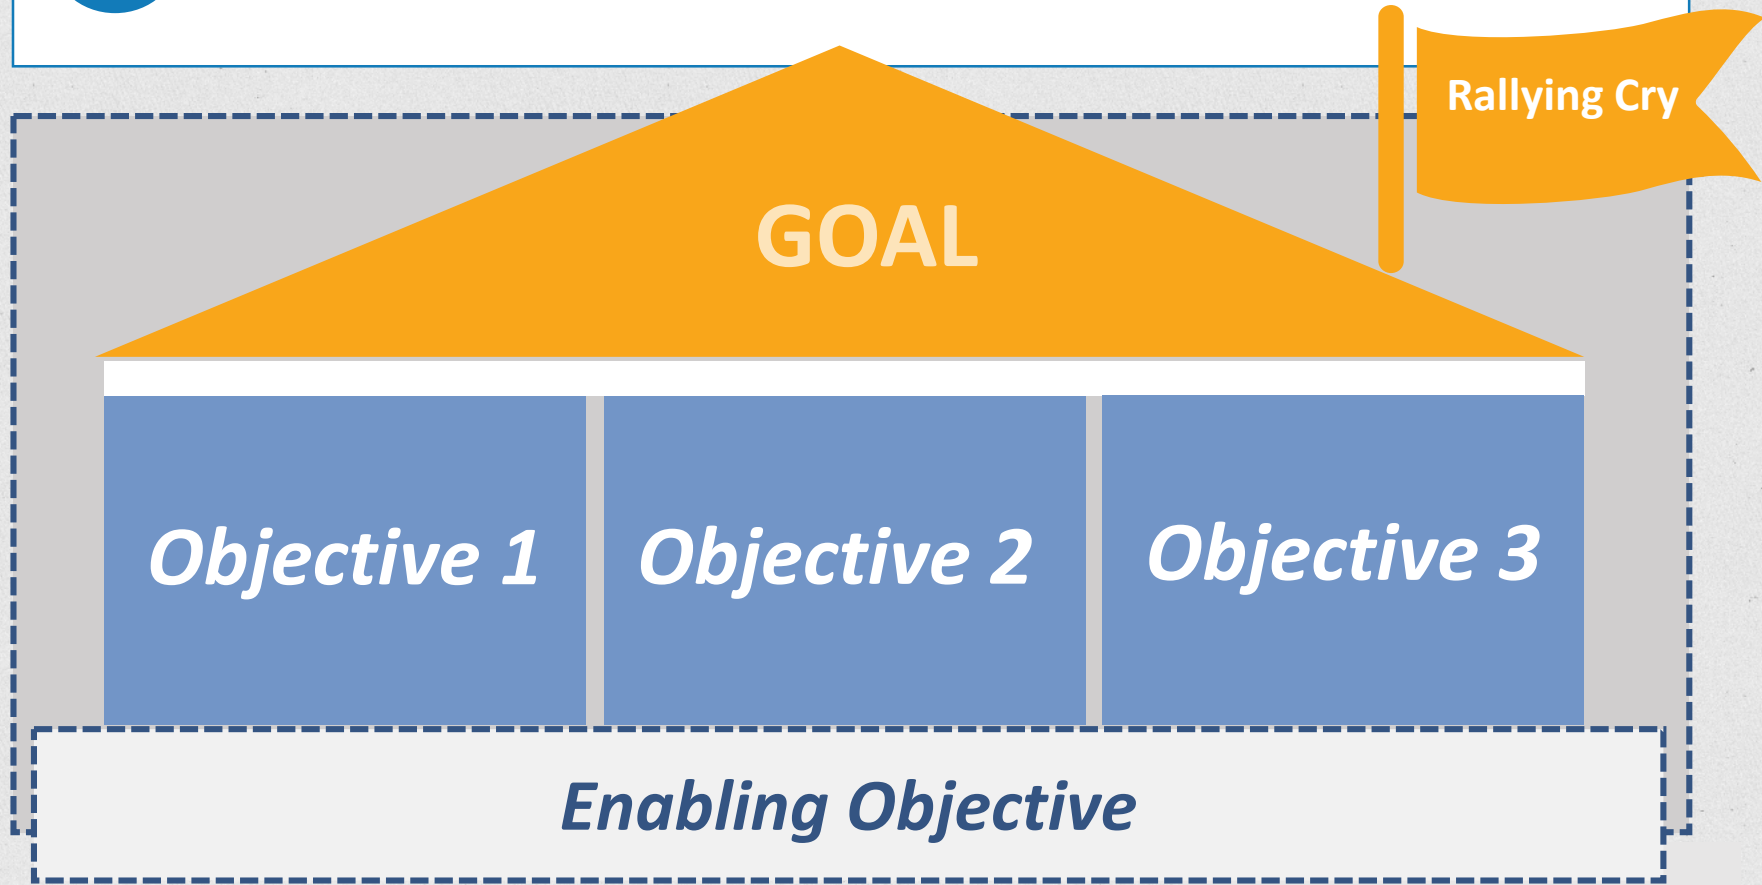 Rallying Cry
GOAL
Objective 1
Objective 2
Objective 3
Enabling Objective